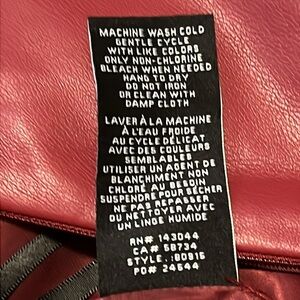 MACHINE WASH COLD
GENTLE CYCLE
WITH LIKE COLORS
ONLY NON-CHLORINE
BLEACH WHEN NEEDED
HANG TO DRY
DO NOT IRON
OR CLEAN WITH
DAMP CLOTH
LAVER À LA MACHINE
À L'EAU FROIDE
AU CYCLE DÉLICAT
AVEC DES COULEURS
SEMBLABLES
UTILISER UN AGENT DE
BLANCHIMENT NON
CHLORÉ AU BESOIN
SUSPENDRE POUR SÉCHER
NE PAS REPASSER
OU NETTOYER AVEC
UN LINGE HUMIDE
RN# 143044
CA# 58734
STYLE : 80815
PO# 24644